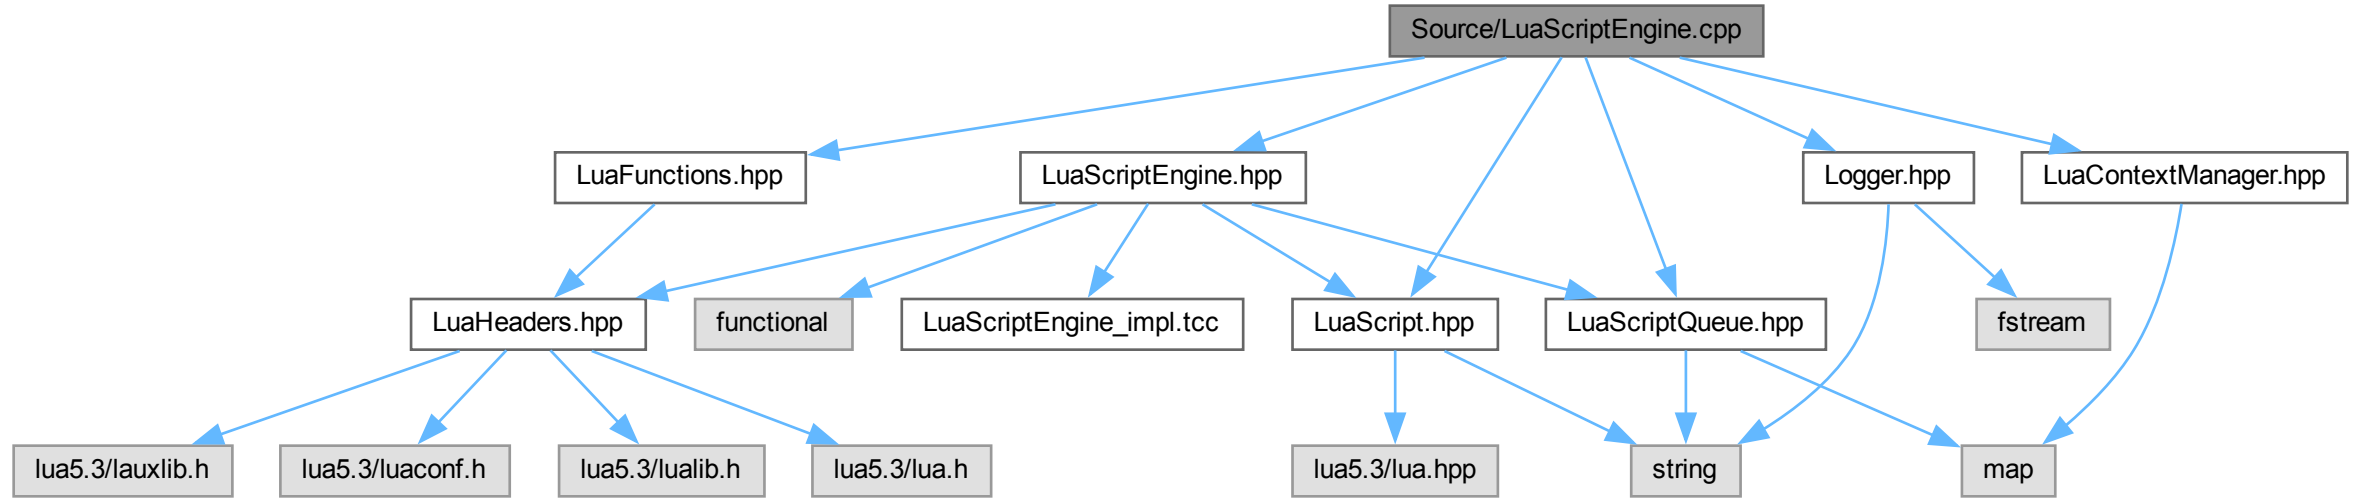 Source/LuaScriptEngine.cpp
LuaFunctions.hpp
LuaScriptEngine.hpp
Logger.hpp
LuaContextManager.hpp
LuaHeaders.hpp
functional
LuaScriptEngine_impl.tcc
LuaScript.hpp
LuaScriptQueue.hpp
fstream
lua5.3/lauxlib.h
lua5.3/luaconf.h
lua5.3/lualib.h
lua5.3/lua.h
lua5.3/lua.hpp
string
map